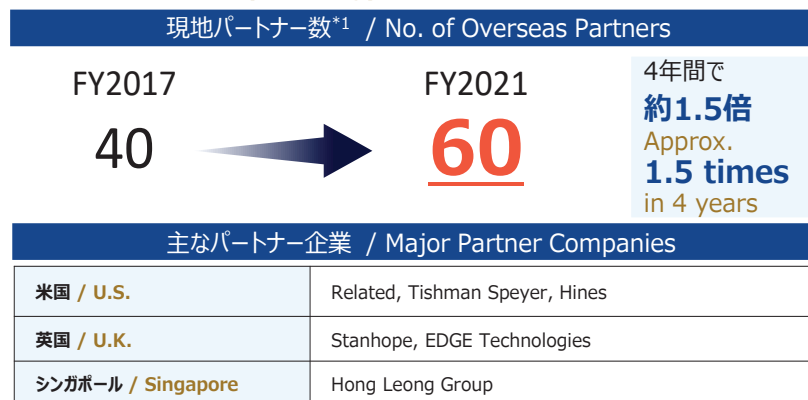 現地パートナー数*1 / No. of Overseas Partners
FY2017
FY2021
40
60
4年間で
約1.5倍
Approx.
1.5 times
in 4 years
主なパートナー企業 / Major Partner Companies
米国 / U.S.
Related, Tishman Speyer, Hines
英国 / U.K.
Stanhope, EDGE Technologies
シンガポール / Singapore
Hong Leong Group